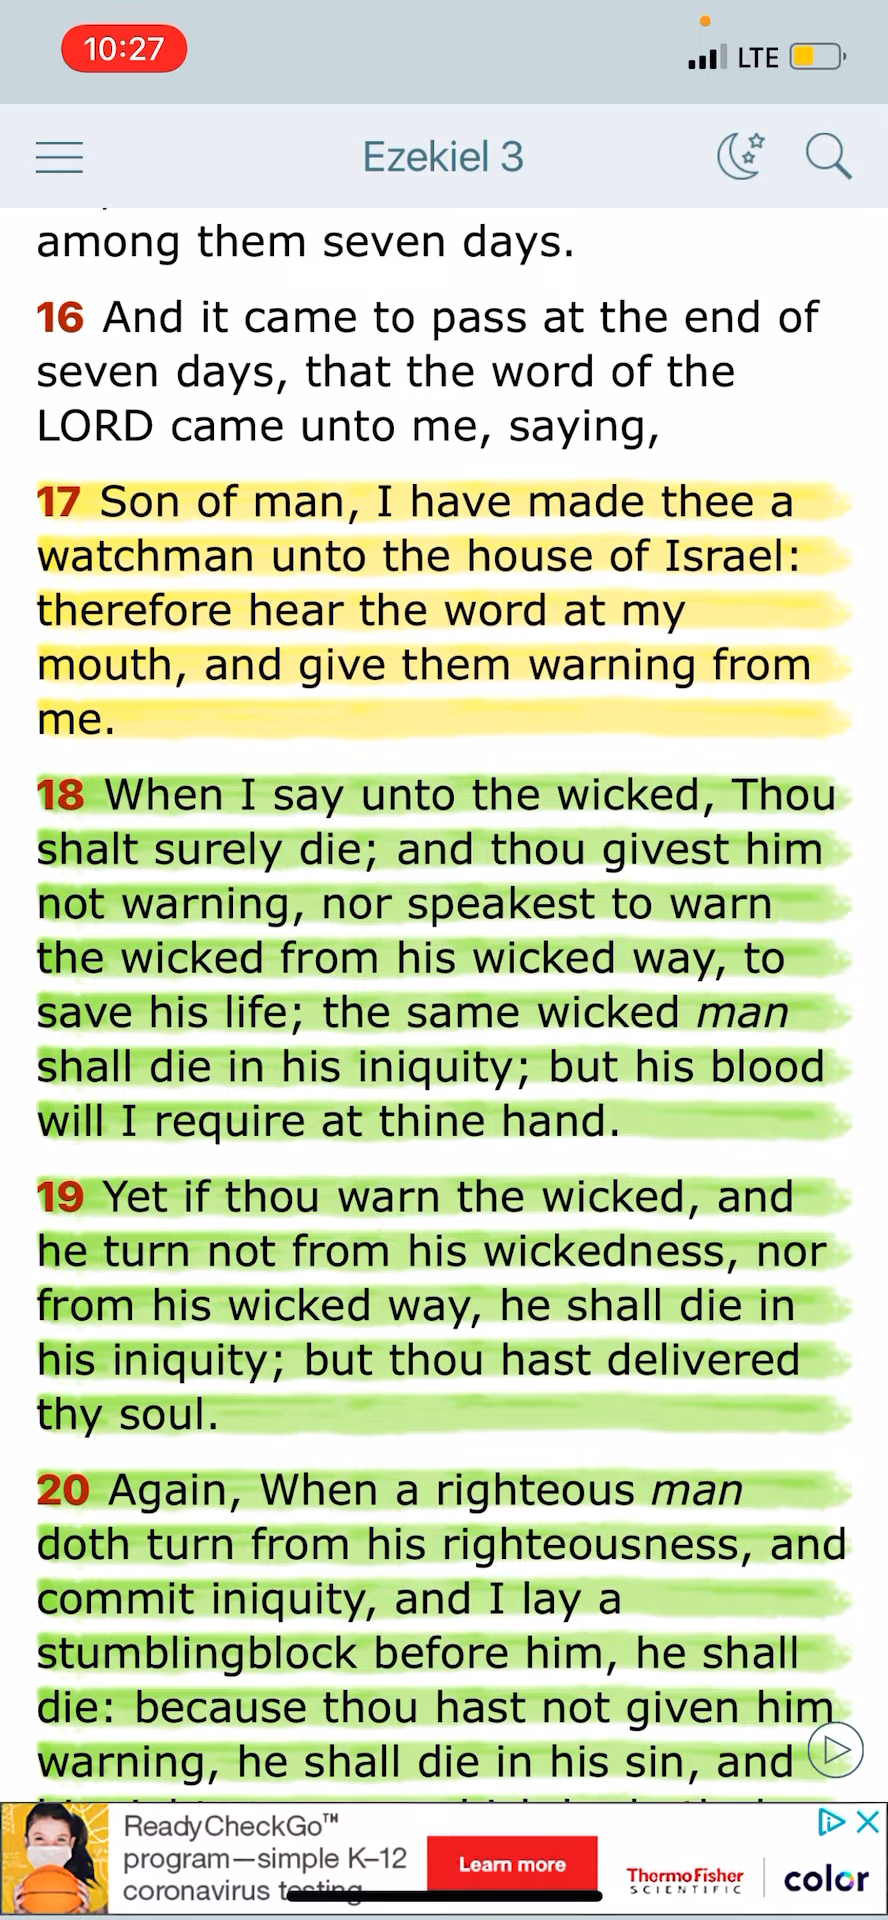 10:27
LTE
Ezekiel 3
among them seven days.
16 And it came to pass at the end of
seven days, that the word of the
LORD came unto me, saying,
17 Son of man, I have made thee a
watchman unto the house of Israel:
therefore hear the word at my
mouth, and give them warning from
me.
18 When I say unto the wicked, Thou
shalt surely die; and thou givest him
not warning, nor speakest to warn
the wicked from his wicked way, to
save his life; the same wicked man
shall die in his iniquity; but his blood
will I require at thine hand.
19 Yet if thou warn the wicked, and
he turn not from his wickedness, nor
from his wicked way, he shall die in
his iniquity; but thou hast delivered
thy soul.
20 Again, When a righteous man
doth turn from his righteousness, and
commit iniquity, and I lay a
stumblingblock before him, he shall
die: because thou hast not given him
warning, he shall die in his sin, and
ReadyCheckGo™
program—simple K–12
coronavirus testing
Learn more
ThermoFisher
SCIENTIFIC
color